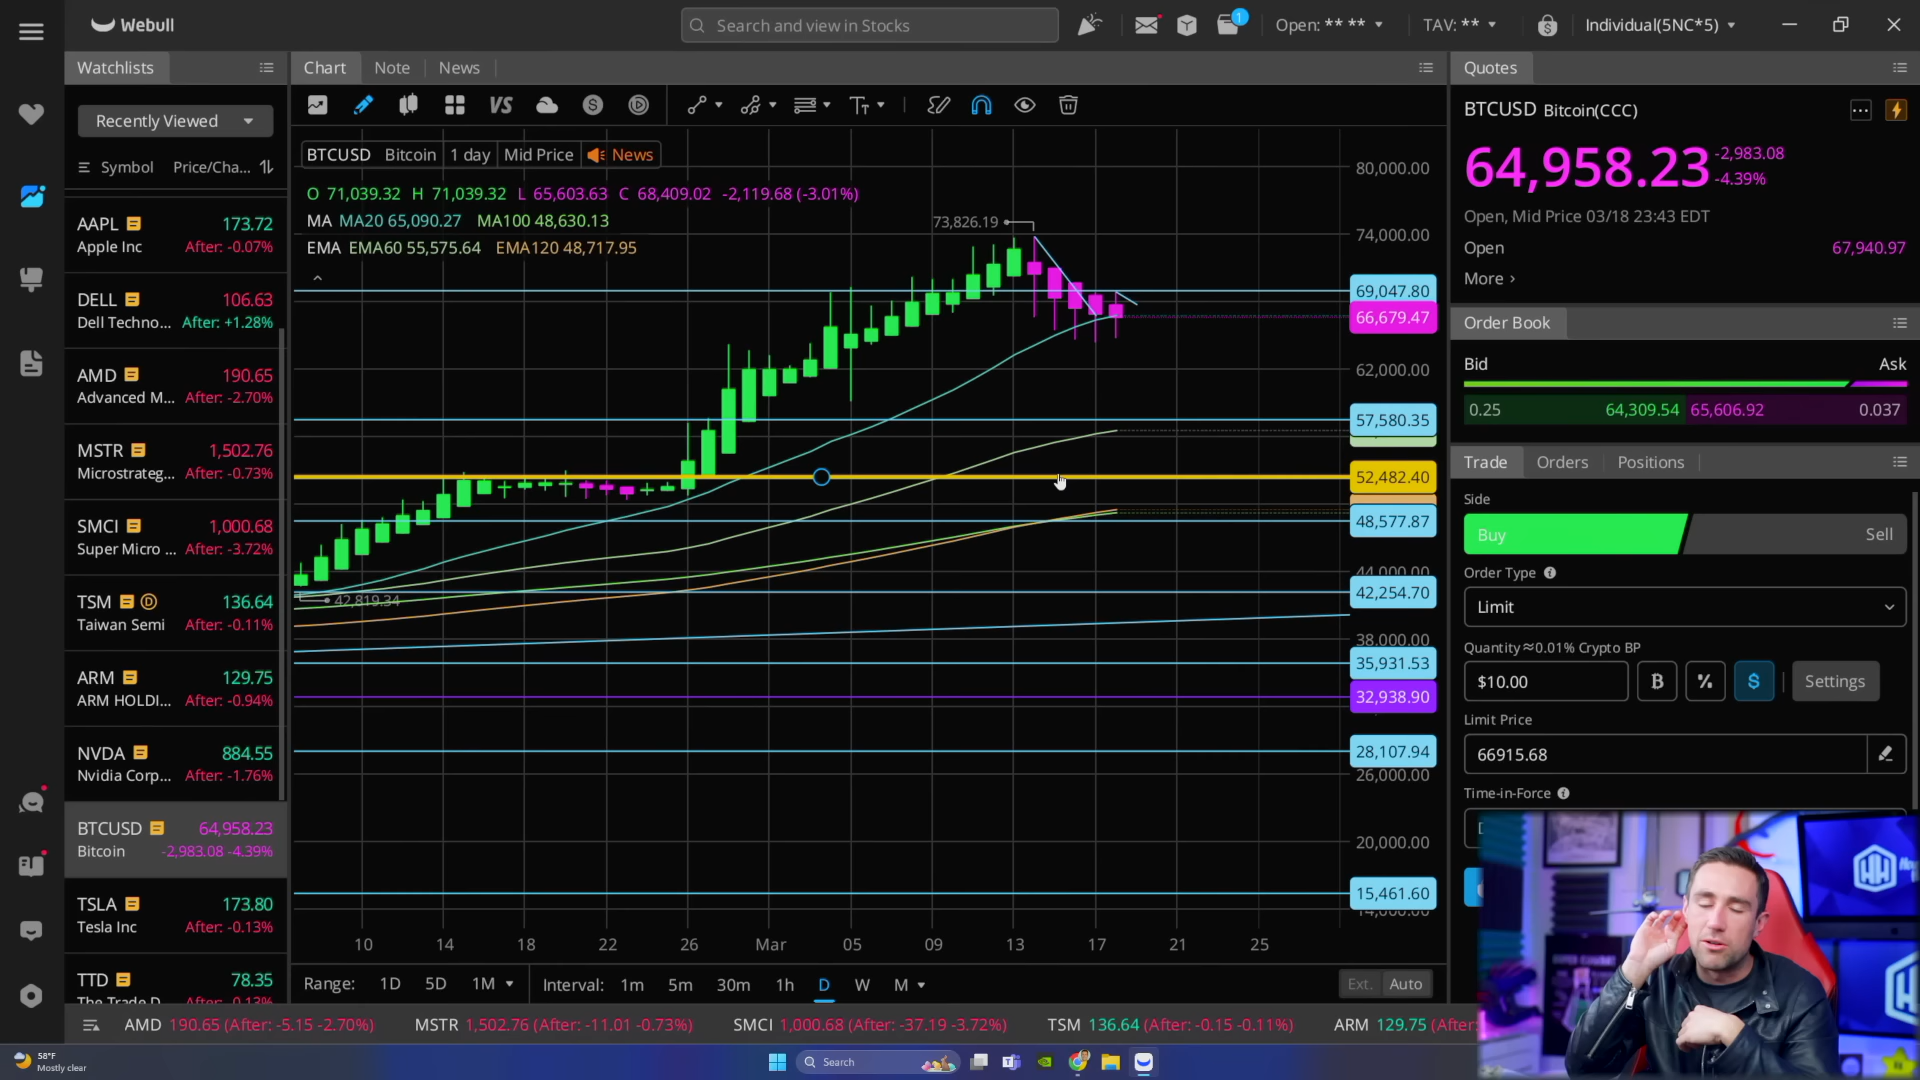 Webull
Search and view in Stocks
1
Open: ** **
TAV: **
Individual(5NC*5)
Watchlists
Chart
Note
News
Quotes
Recently Viewed
VS
BTCUSD Bitcoin(CCC)
Symbol Price/Cha...
BTCUSD Bitcoin 1 day Mid Price News
64,958.23
-2,983.08
-4.39%
O 71,039.32 H 71,039.32 L 65,603.63 C 68,409.02 -2,119.68 (-3.01%)
MA MA20 65,090.27 MA100 48,630.13
EMA EMA60 55,575.64 EMA120 48,717.95
Open, Mid Price 03/18 23:43 EDT
Open 67,940.97
More
AAPL 173.72
Apple Inc After: -0.07%
DELL 106.63
Dell Techno... After: +1.28%
AMD 190.65
Advanced M... After: -2.70%
MSTR 1,502.76
Microstrateg... After: -0.73%
SMCI 1,000.68
Super Micro ... After: -3.72%
TSM 136.64
Taiwan Semi After: -0.11%
ARM 129.75
ARM HOLDI... After: -0.94%
NVDA 884.55
Nvidia Corp... After: -1.76%
BTCUSD 64,958.23
Bitcoin -2,983.08 -4.39%
TSLA 173.80
Tesla Inc After: -0.13%
TTD 78.35
The Trade D... -0.13%
73,826.19
42,819.34
80,000.00
74,000.00
69,047.80
66,679.47
62,000.00
57,580.35
52,482.40
48,577.87
44,000.00
42,254.70
38,000.00
35,931.53
32,938.90
28,107.94
26,000.00
20,000.00
15,461.60
14,000.00
10 14 18 22 26 Mar 05 09 13 17 21 25
Range: 1D 5D 1M
Interval: 1m 5m 30m 1h D W M
Ext. Auto
Order Book
Bid Ask
0.25 64,309.54 65,606.92 0.037
Trade Orders Positions
Side
Buy Sell
Order Type
Limit
Quantity≈0.01% Crypto BP
$10.00
$
Settings
Limit Price
66915.68
Time-in-Force
AMD 190.65 (After: -5.15 -2.70%)
MSTR 1,502.76 (After: -11.01 -0.73%)
SMCI 1,000.68 (After: -37.19 -3.72%)
TSM 136.64 (After: -0.15 -0.11%)
ARM 129.75 (After:
58°F
Mostly clear
Search